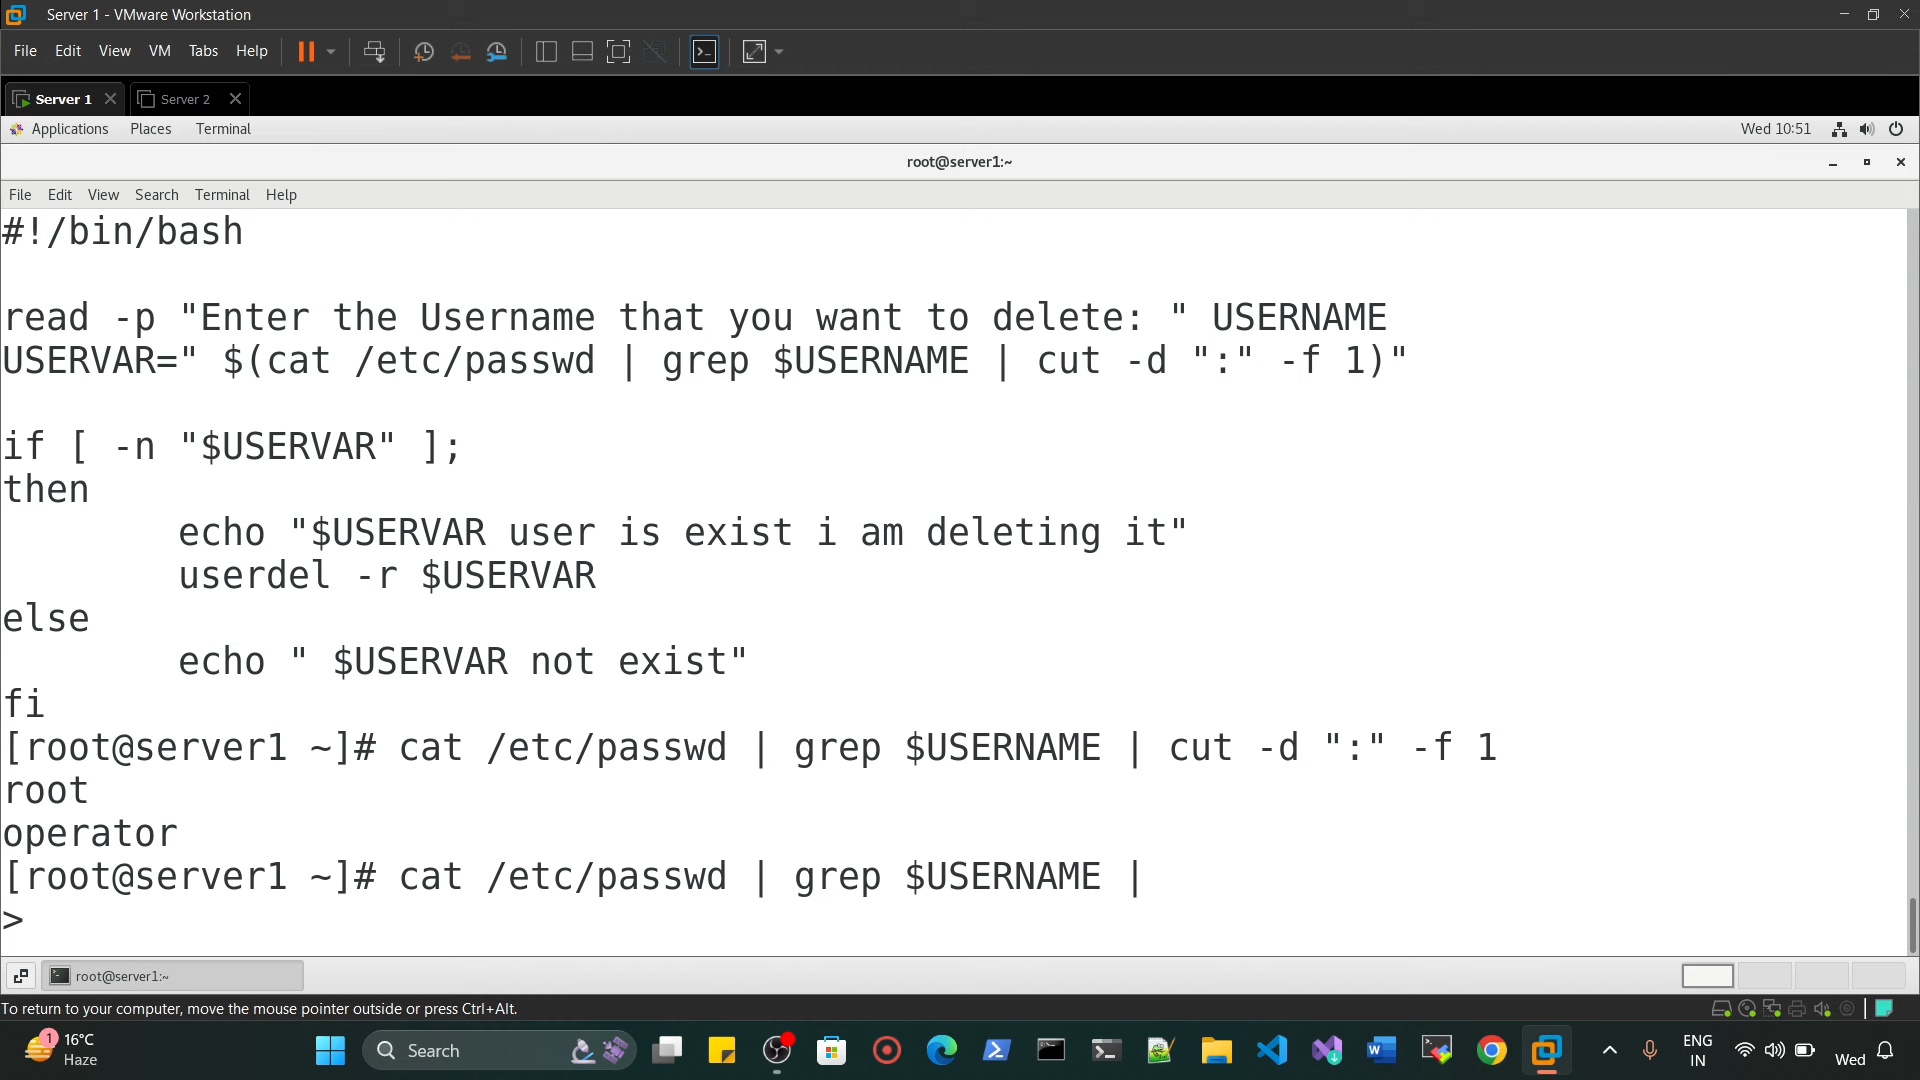 Server 1 - VMware Workstation
File Edit View VM Tabs Help
Server 1 Server 2
Applications Places Terminal Wed 10:51
root@server1:~
File Edit View Search Terminal Help
#!/bin/bash
read -p "Enter the Username that you want to delete: " USERNAME
USERVAR=" $(cat /etc/passwd | grep $USERNAME | cut -d ":" -f 1)"
if [ -n "$USERVAR" ];
then
echo "$USERVAR user is exist i am deleting it"
userdel -r $USERVAR
else
echo " $USERVAR not exist"
fi
[root@server1 ~]# cat /etc/passwd | grep $USERNAME | cut -d ":" -f 1
root
operator
[root@server1 ~]# cat /etc/passwd | grep $USERNAME |
>
root@server1:~
To return to your computer, move the mouse pointer outside or press Ctrl+Alt.
1 16°C
Haze
Search
ENG
IN
Wed